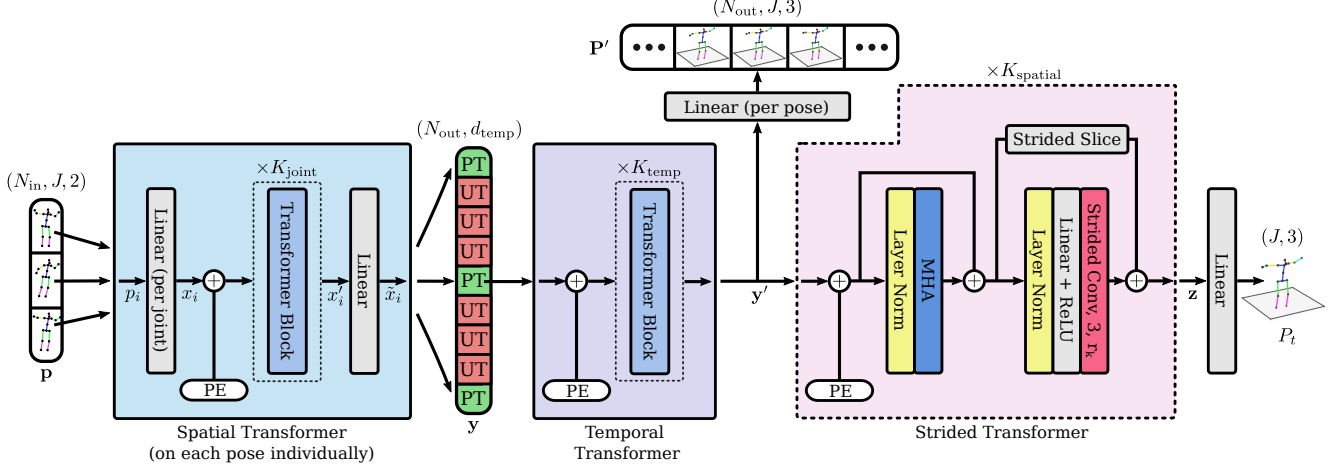 (N_in, J, 2)
p
p_i
Linear (per joint)
x_i
PE
×K_joint
Transformer Block
x'_i
Linear
x̃_i
Spatial Transformer
(on each pose individually)
(N_out, d_temp)
PT
UT
UT
UT
PT
UT
UT
UT
PT
y
PE
×K_temp
Transformer Block
Temporal
Transformer
(N_out, J, 3)
P′
•••
•••
Linear (per pose)
y′
×K_spatial
PE
Layer Norm
MHA
Strided Slice
Layer Norm
Linear + ReLU
Strided Conv, 3, r_k
Strided Transformer
z
Linear
(J, 3)
P_t